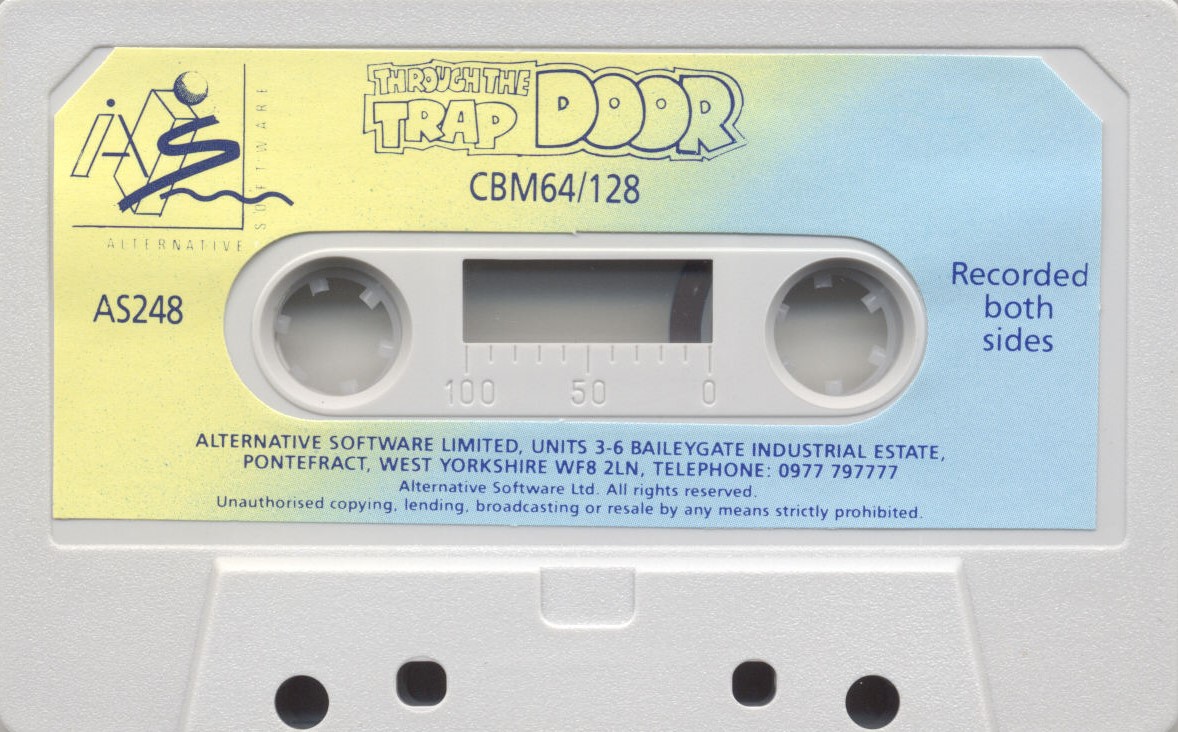 THROUGH THE
TRAP DOOR
CBM64/128
SOFTWARE
ALTERNATIVE
AS248
Recorded
both
sides
100 50 0
ALTERNATIVE SOFTWARE LIMITED, UNITS 3-6 BAILEYGATE INDUSTRIAL ESTATE,
PONTEFRACT, WEST YORKSHIRE WF8 2LN, TELEPHONE: 0977 797777
Alternative Software Ltd. All rights reserved.
Unauthorised copying, lending, broadcasting or resale by any means strictly prohibited.